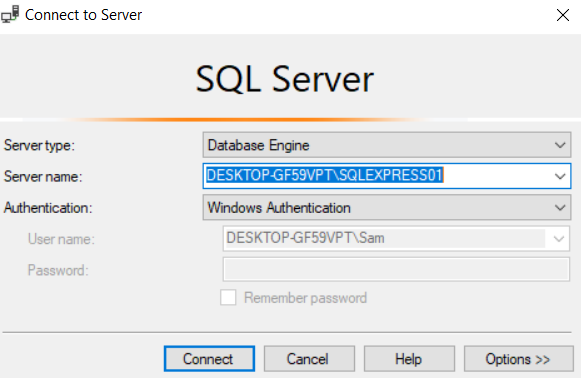 Connect to Server
SQL Server
Server type: Database Engine
Server name: DESKTOP-GF59VPT\SQLEXPRESS01
Authentication: Windows Authentication
User name: DESKTOP-GF59VPT\Sam
Password:
Remember password
Connect Cancel Help Options >>